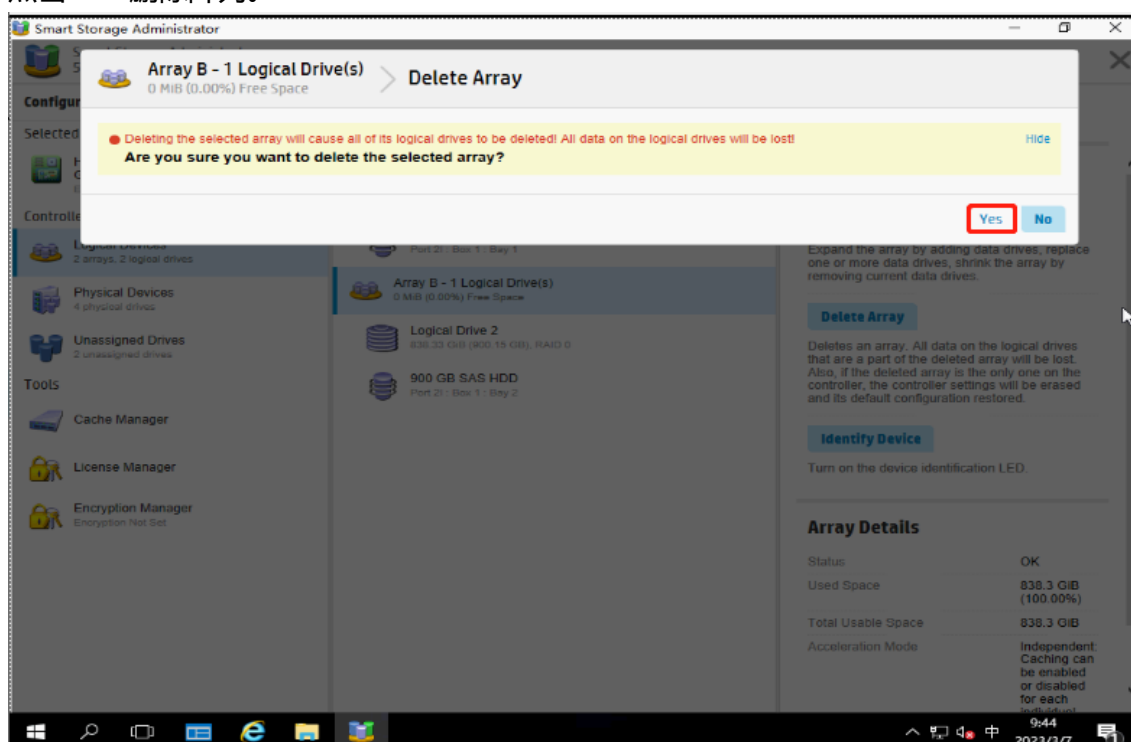 Smart Storage Administrator
Array B - 1 Logical Drive(s)
0 MiB (0.00%) Free Space
Delete Array
Configur
Selected
Deleting the selected array will cause all of its logical drives to be deleted! All data on the logical drives will be lost!
Hide
Are you sure you want to delete the selected array?
Yes
No
Controlle
Logical Devices
2 arrays, 2 logical drives
Physical Devices
4 physical drives
Unassigned Drives
2 unassigned drives
Tools
Cache Manager
License Manager
Encryption Manager
Encryption Not Set
Port 2I : Box 1 : Bay 1
Array B - 1 Logical Drive(s)
0 MiB (0.00%) Free Space
Logical Drive 2
838.33 GiB (900.15 GB), RAID 0
900 GB SAS HDD
Port 2I : Box 1 : Bay 2
Expand the array by adding data drives, replace
one or more data drives, shrink the array by
removing current data drives.
Delete Array
Deletes an array. All data on the logical drives
that are a part of the deleted array will be lost.
Also, if the deleted array is the only one on the
controller, the controller settings will be erased
and its default configuration restored.
Identify Device
Turn on the device identification LED.
Array Details
Status
OK
Used Space
838.3 GiB
(100.00%)
Total Usable Space
838.3 GiB
Acceleration Mode
Independent:
Caching can
be enabled
or disabled
for each
individual
中
9:44
2023/3/7